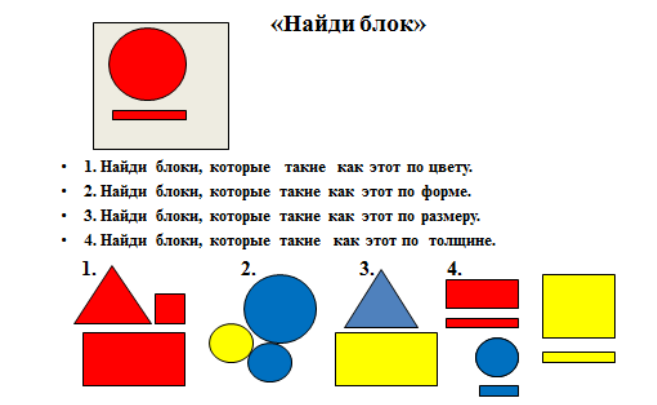 «Найди блок»
• 1. Найди блоки, которые такие как этот по цвету.
• 2. Найди блоки, которые такие как этот по форме.
• 3. Найди блоки, которые такие как этот по размеру.
• 4. Найди блоки, которые такие как этот по толщине.
1. 2. 3. 4.